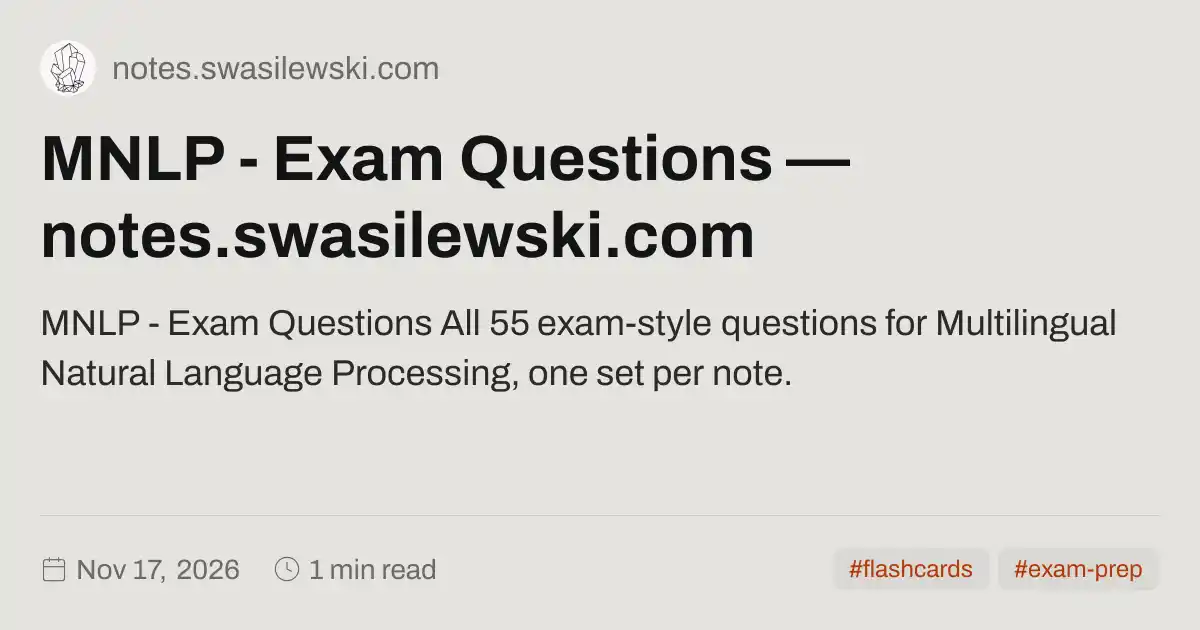 notes.swasilewski.com
MNLP - Exam Questions —
notes.swasilewski.com
MNLP - Exam Questions All 55 exam-style questions for Multilingual
Natural Language Processing, one set per note.
Nov 17, 2026
1 min read
#flashcards
#exam-prep